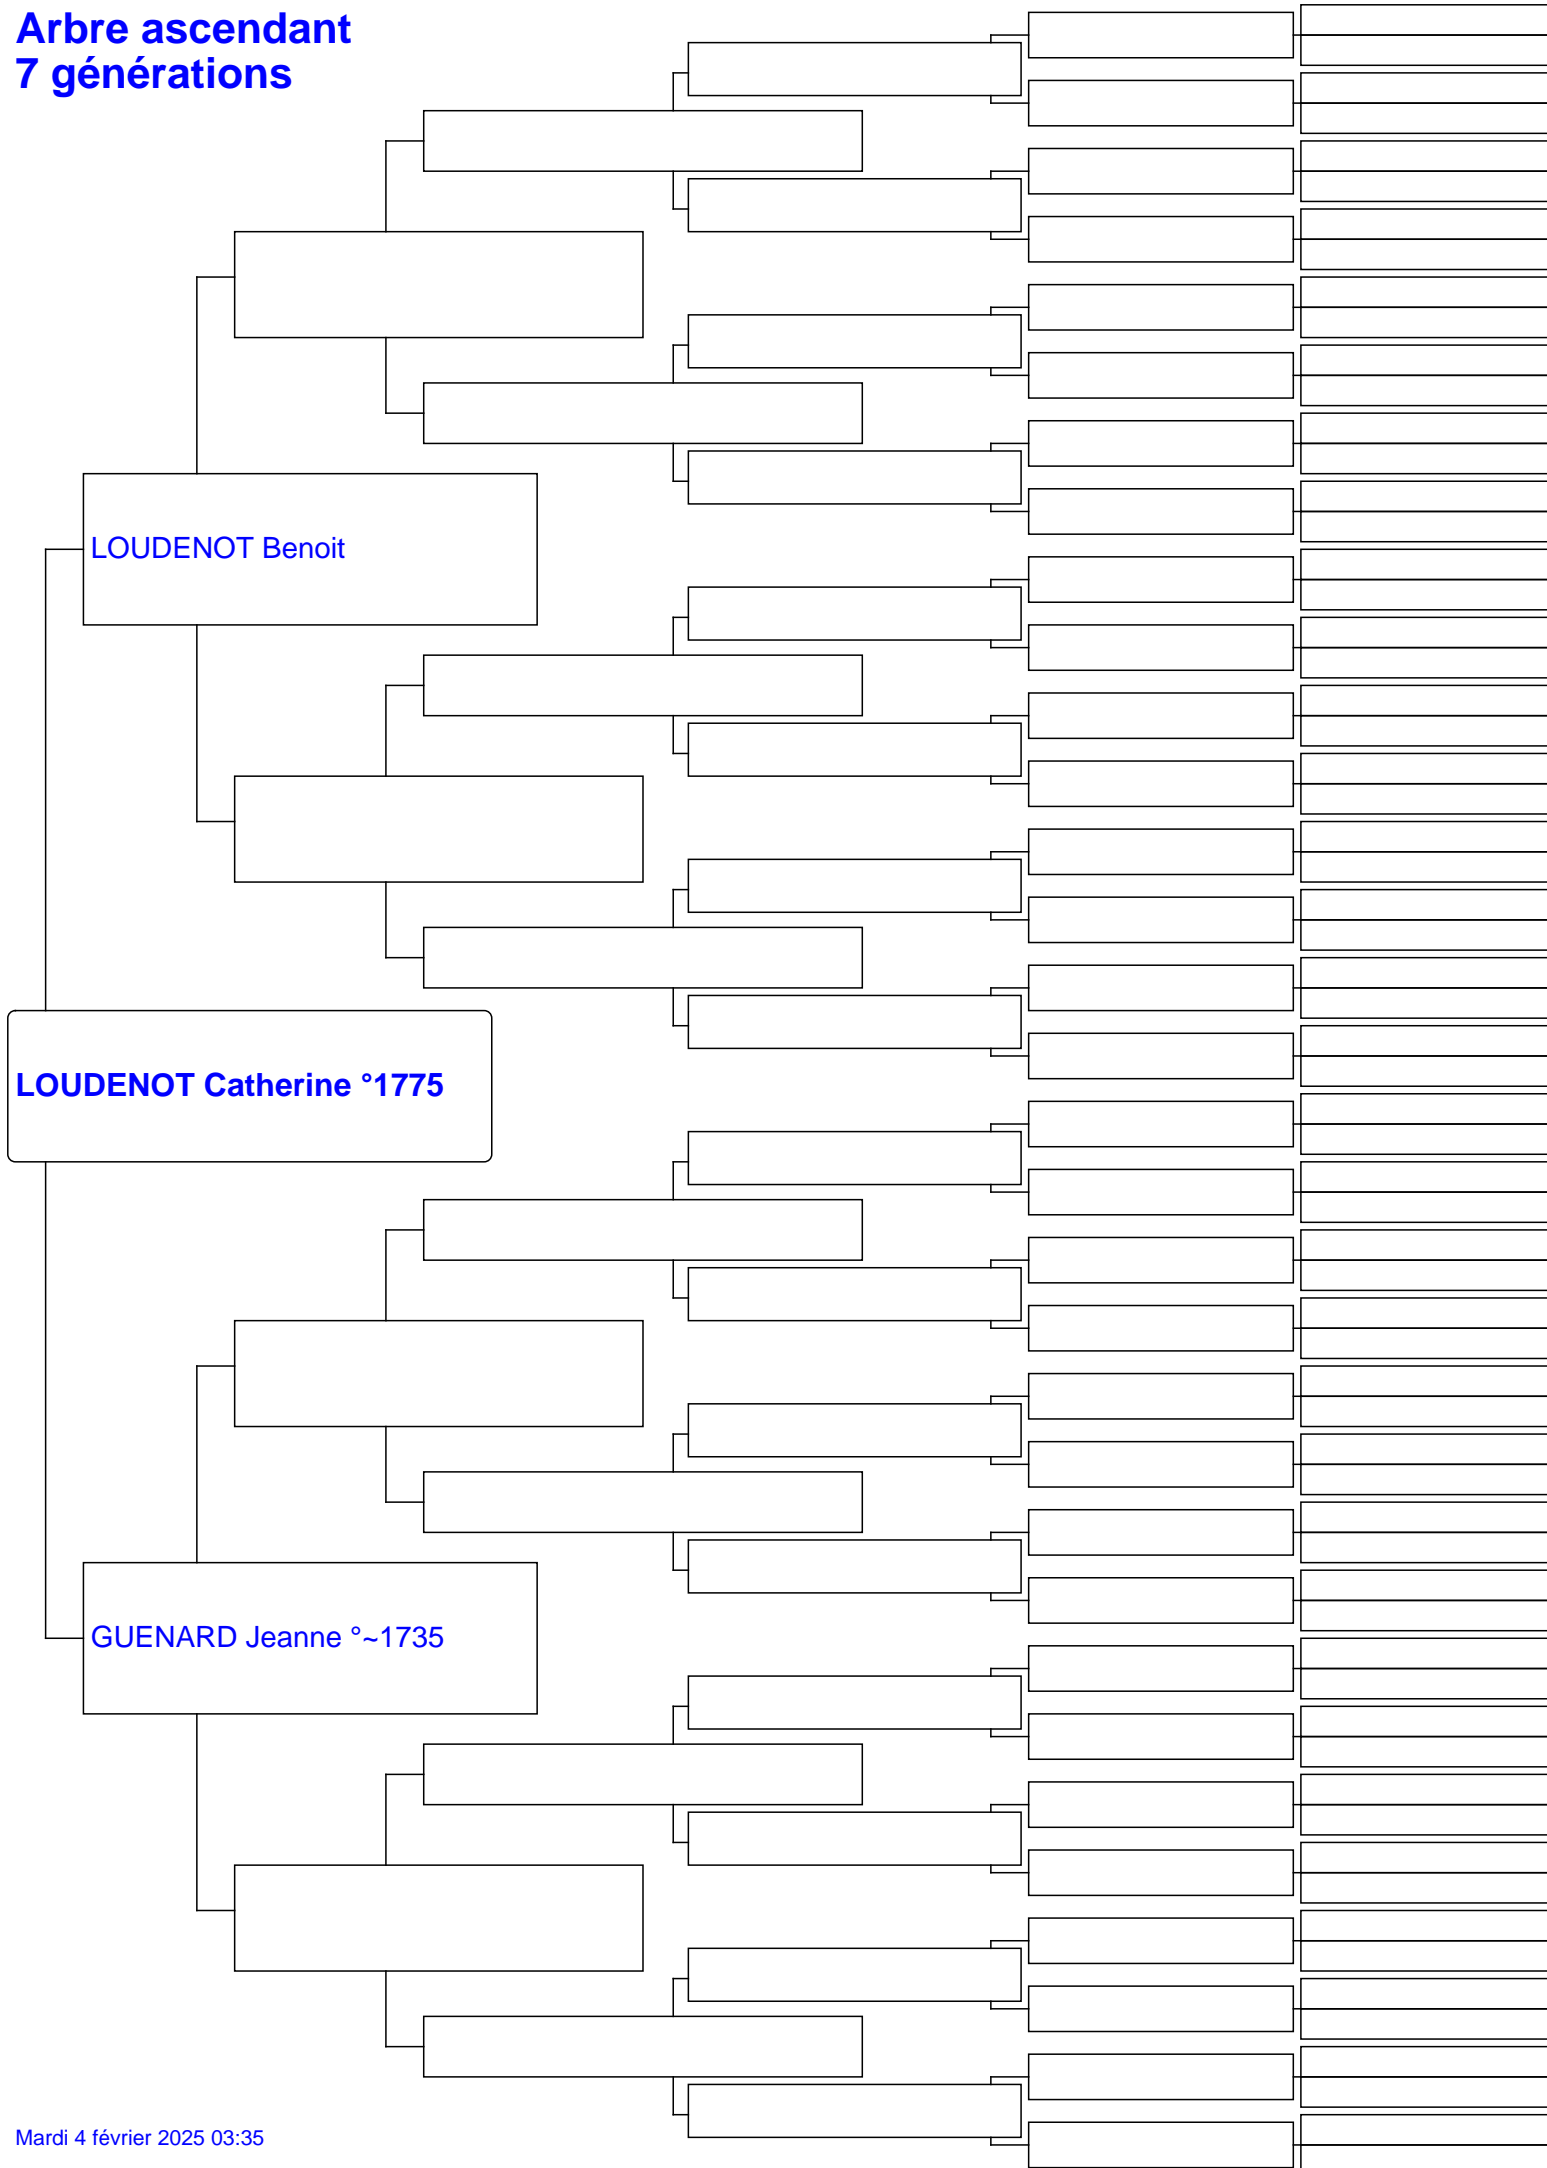 Arbre ascendant
7 générations
LOUDENOT Benoit
LOUDENOT Catherine °1775
GUENARD Jeanne °~1735
Mardi 4 février 2025 03:35